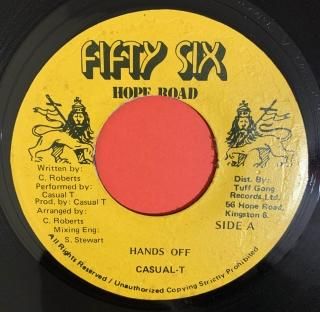 FIFTY SIX
HOPE ROAD
Written by:
C. Roberts
Performed by:
Casual T
Prod. by: Casual T
Arranged by:
C. Roberts
Mixing Eng:
S. Stewart
Dist. By:
Tuff Gong
Records Ltd.
56 Hope Road,
Kingston 6.
SIDE A
HANDS OFF
CASUAL-T
All Rights Reserved / Unauthorized Copying Strictly Prohibited